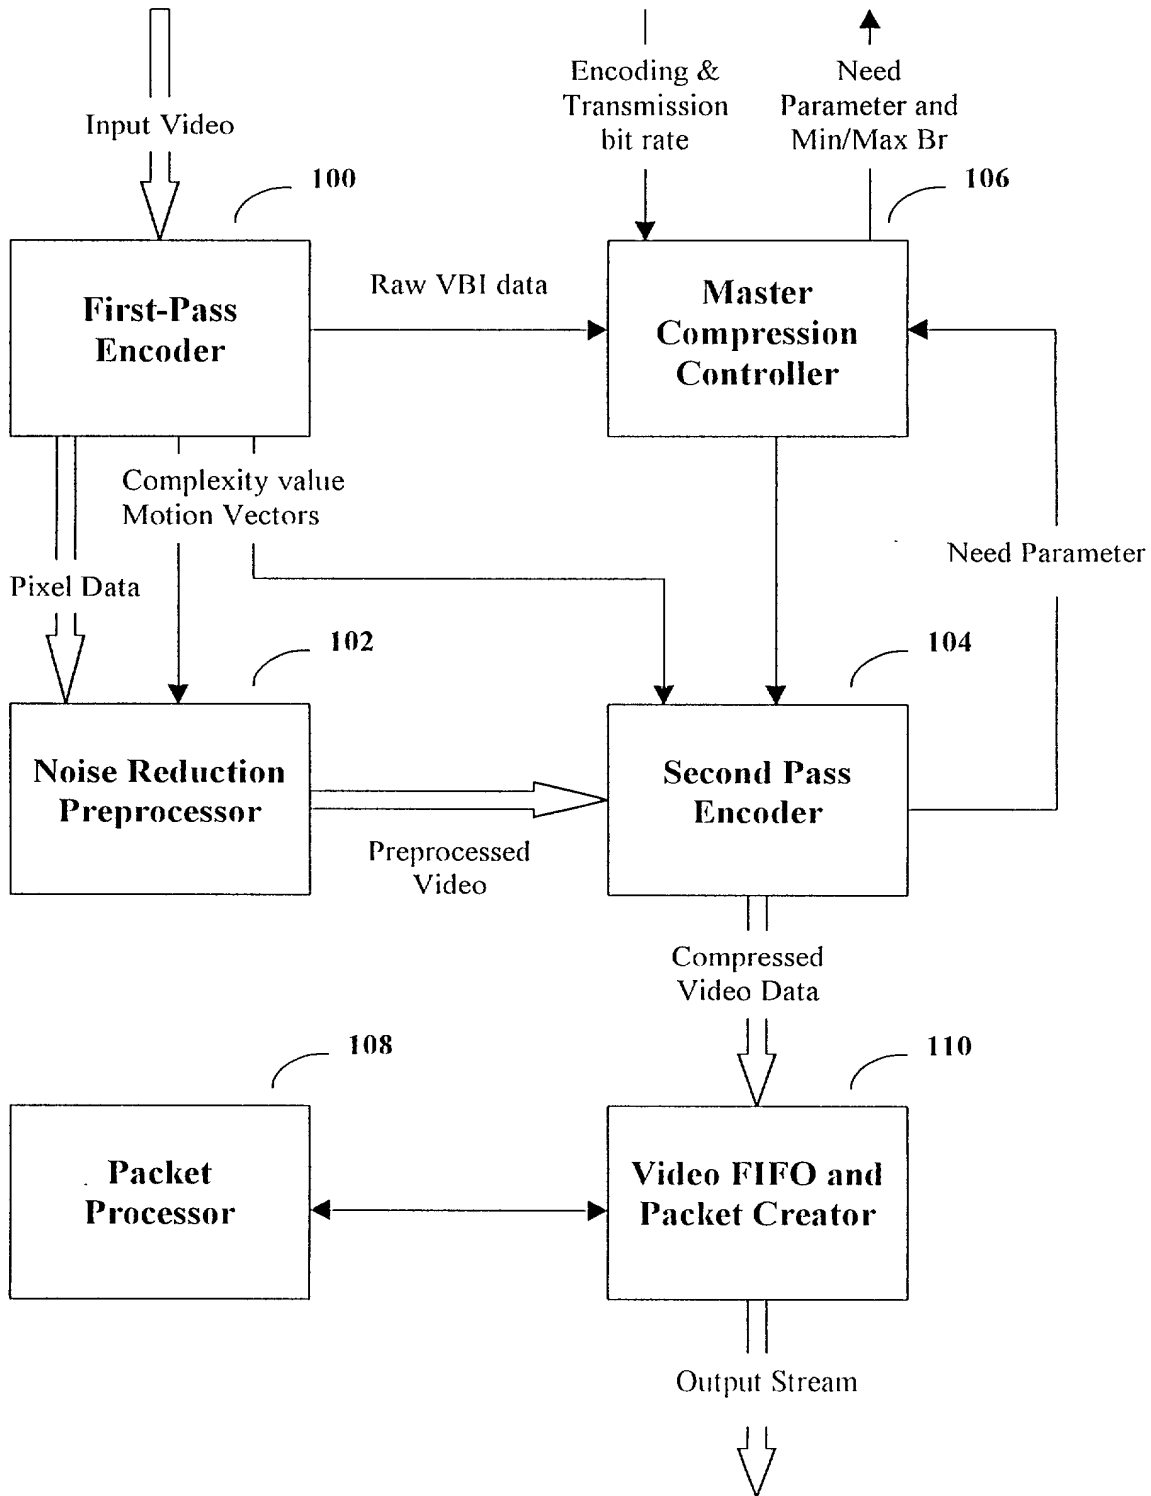 Input Video
Encoding &
Transmission
bit rate
Need
Parameter and
Min/Max Br
100
106
First-Pass
Encoder
Raw VBI data
Master
Compression
Controller
Complexity value
Motion Vectors
Pixel Data
Need Parameter
102
104
Noise Reduction
Preprocessor
Second Pass
Encoder
Preprocessed
Video
Compressed
Video Data
108
110
Packet
Processor
Video FIFO and
Packet Creator
Output Stream